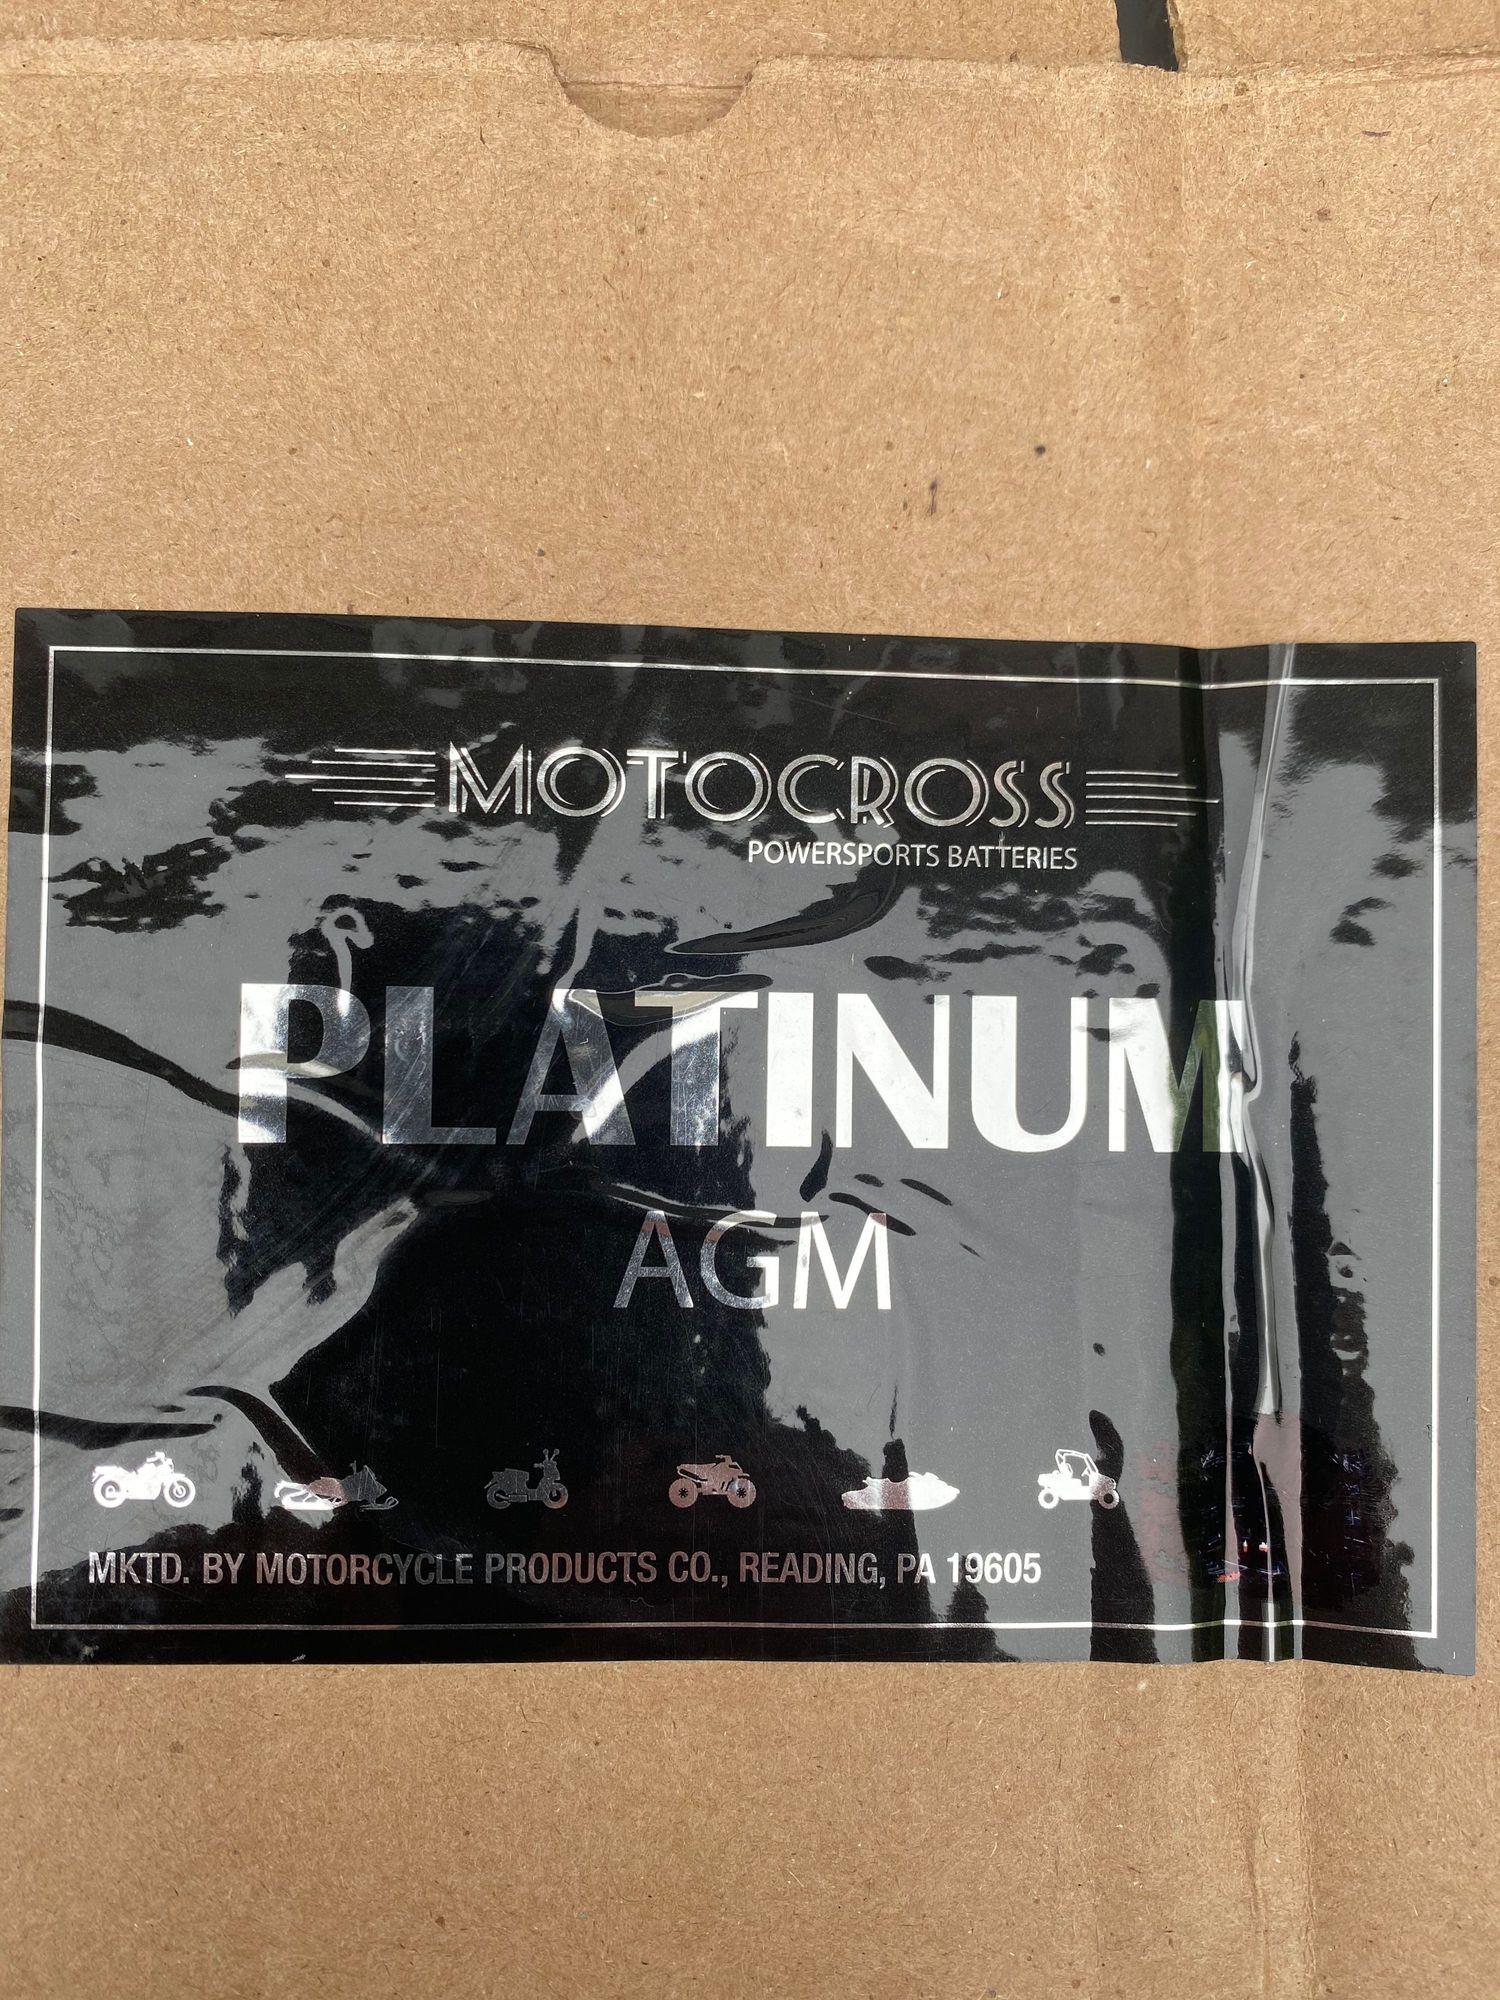 MOTOCROSS
POWERSPORTS BATTERIES
PLATINUM
AGM
MKTD. BY MOTORCYCLE PRODUCTS CO., READING, PA 19605